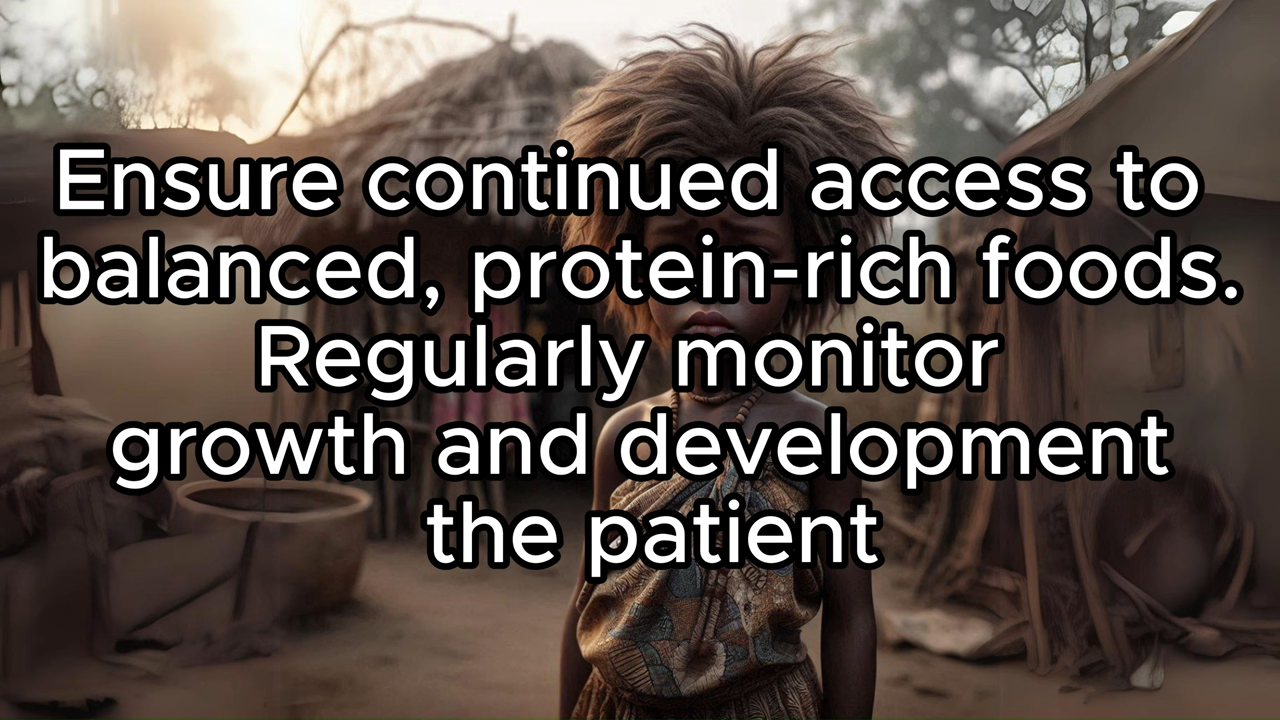 Ensure continued access to
balanced, protein-rich foods.
Regularly monitor
growth and development
the patient